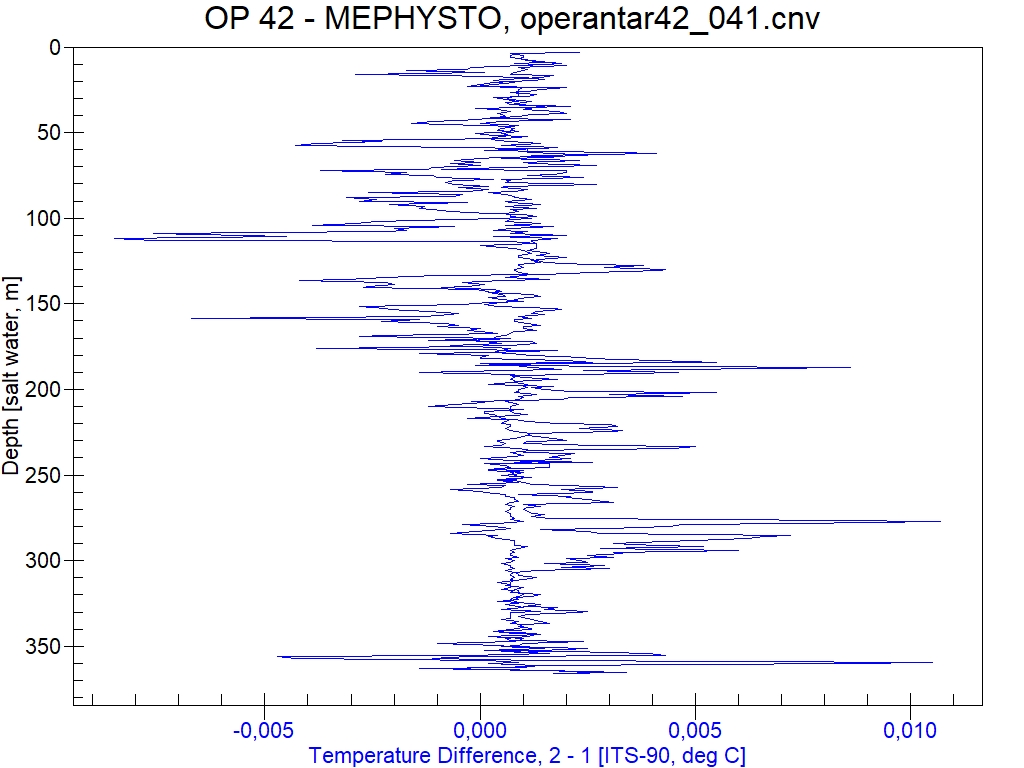 OP 42 - MEPHYSTO, operantar42_041.cnv
0
50
100
150
200
250
300
350
Depth [salt water, m]
-0,005 0,000 0,005 0,010
Temperature Difference, 2 - 1 [ITS-90, deg C]